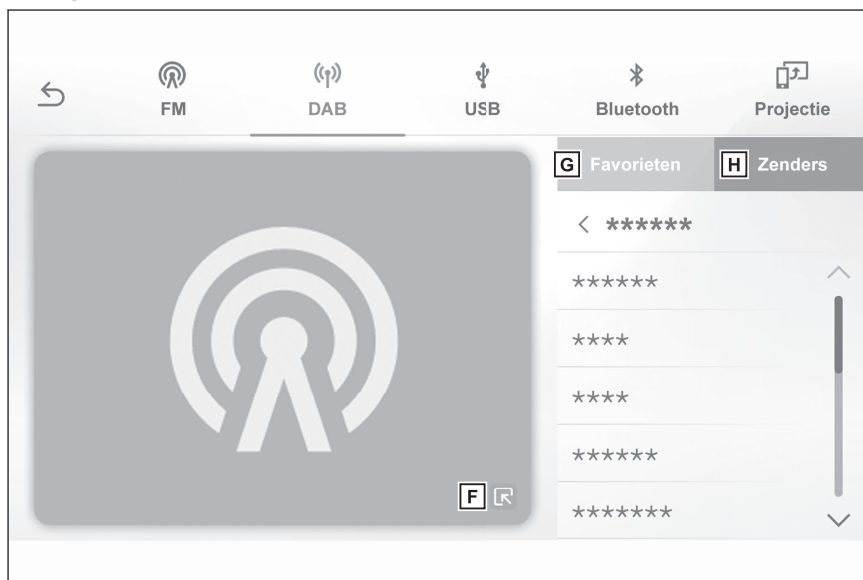 FM DAB USB Bluetooth Projectie
G Favorieten H Zenders
< ******
******
****
****
******
F
*******